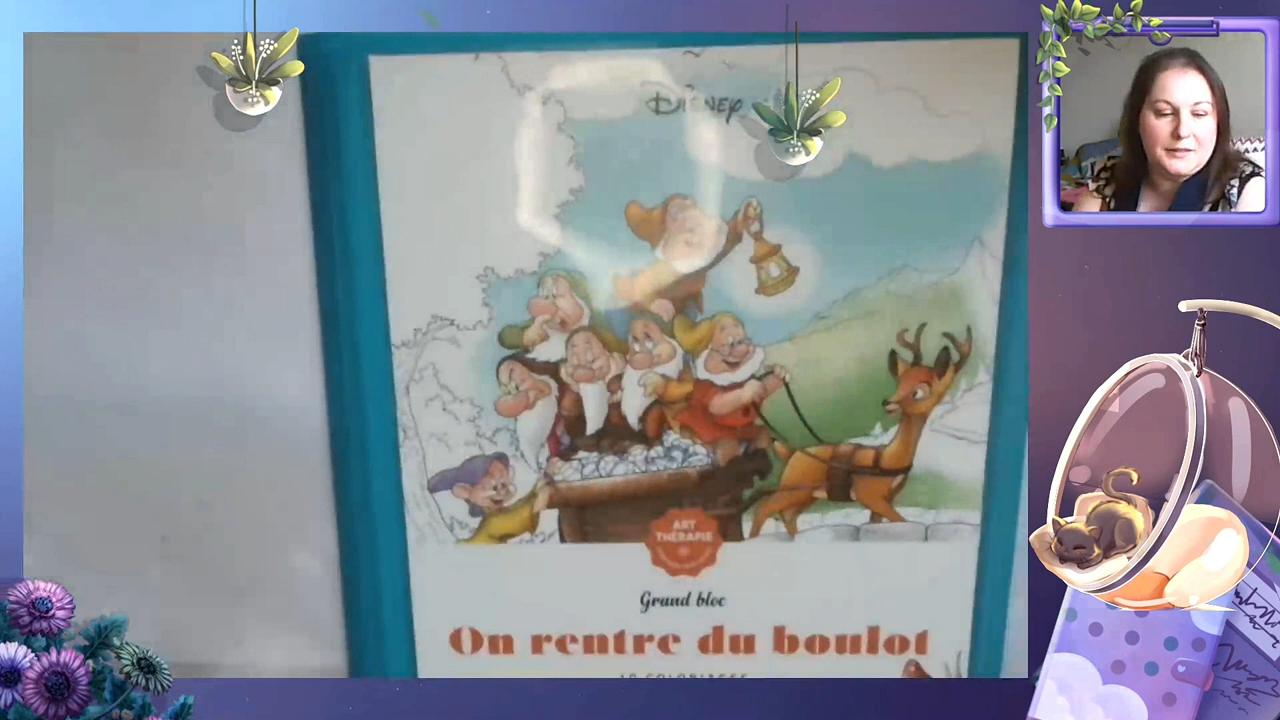 DISNEY
ART
THÉRAPIE
Grand bloc
On rentre du boulot